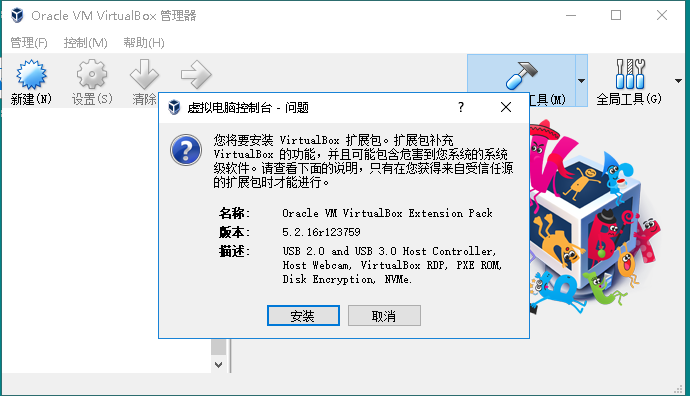 Oracle VM VirtualBox 管理器
管理(F) 控制(M) 帮助(H)
新建(N) 设置(S) 清除 工具(M) 全局工具(G)
虚拟电脑控制台 - 问题
您将要安装 VirtualBox 扩展包。扩展包补充
VirtualBox 的功能，并且可能包含危害到您系统的系统
级软件。请查看下面的说明，只有在您获得来自受信任源
的扩展包时才能进行。
名称: Oracle VM VirtualBox Extension Pack
版本: 5.2.16r123759
描述: USB 2.0 and USB 3.0 Host Controller,
Host Webcam, VirtualBox RDP, PXE ROM,
Disk Encryption, NVMe.
安装 取消